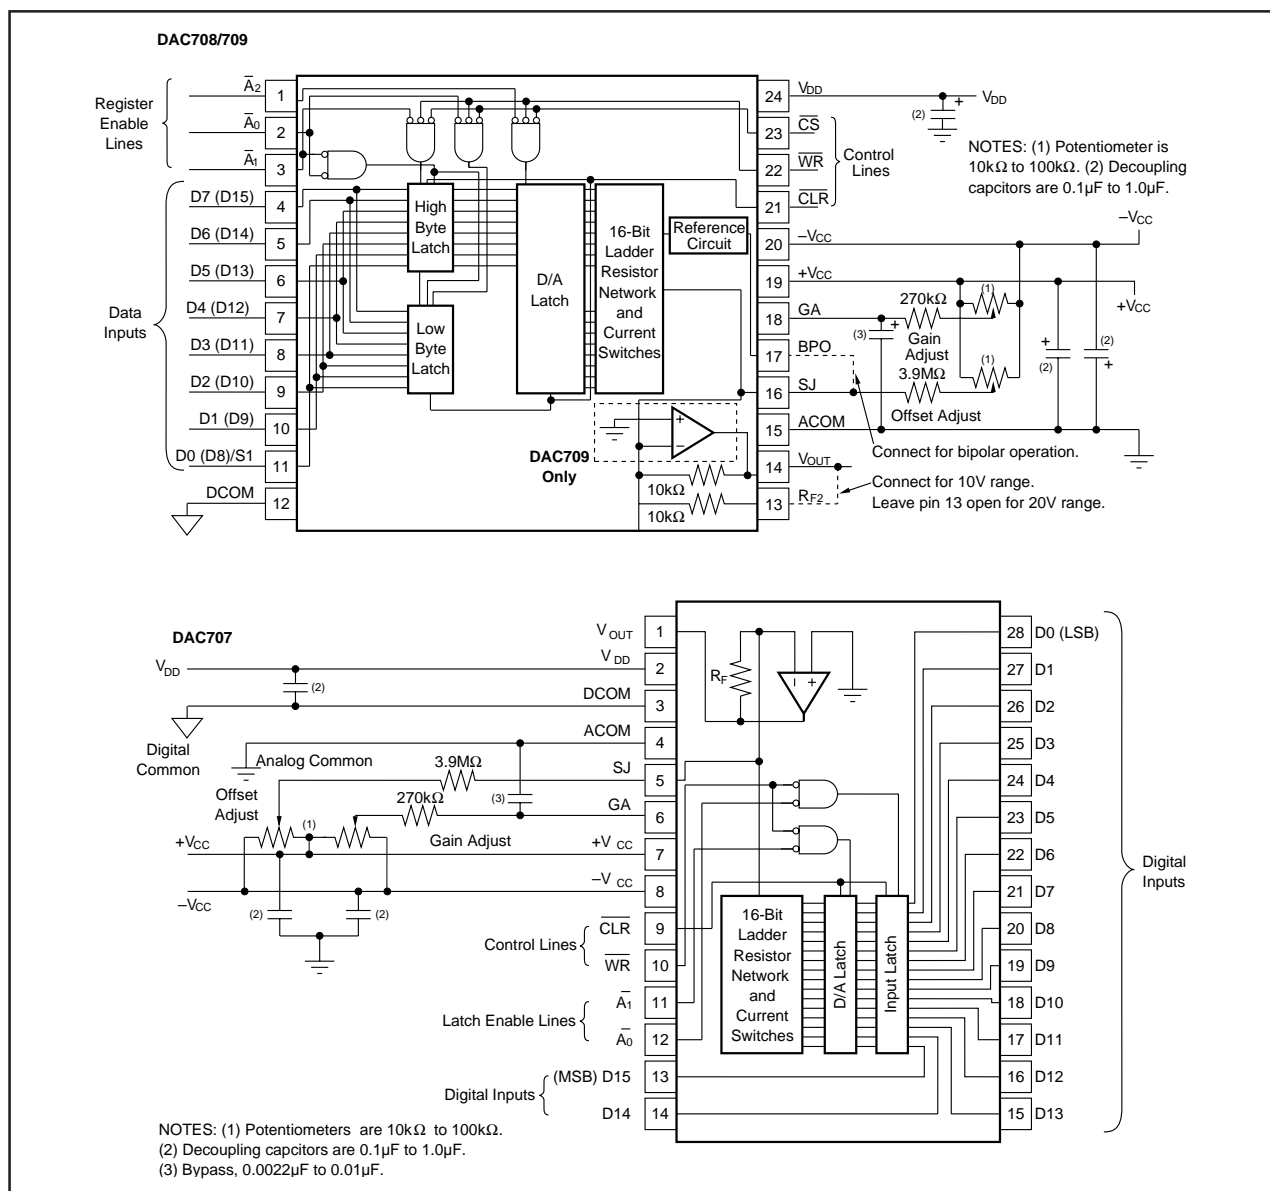 DAC708/709
Register
Enable
Lines
A2
A0
A1
1
2
3
Data
Inputs
D7 (D15)
D6 (D14)
D5 (D13)
D4 (D12)
D3 (D11)
D2 (D10)
D1 (D9)
D0 (D8)/S1
DCOM
4
5
6
7
8
9
10
11
12
High
Byte
Latch
Low
Byte
Latch
D/A
Latch
16-Bit
Ladder
Resistor
Network
and
Current
Switches
Reference
Circuit
DAC709
Only
+
–
10kΩ
10kΩ
24 VDD
23 CS
22 WR
21 CLR
20 –VCC
19 +VCC
18 GA
17 BPO
16 SJ
15 ACOM
14 VOUT
13 RF2
Control
Lines
VDD
(2)
+
NOTES: (1) Potentiometer is
10kΩ to 100kΩ. (2) Decoupling
capcitors are 0.1µF to 1.0µF.
–VCC
+VCC
270kΩ
(1)
(3)
+
Gain
Adjust
3.9MΩ
(1)
Offset Adjust
+
(2)
(2)
+
Connect for bipolar operation.
Connect for 10V range.
Leave pin 13 open for 20V range.
DAC707
VDD
(2)
Digital
Common
Analog Common
Offset
Adjust
3.9MΩ
270kΩ
(3)
(1)
Gain Adjust
+VCC
–VCC
(2)
(2)
VOUT 1
VDD 2
DCOM 3
ACOM 4
SJ 5
GA 6
+VCC 7
–VCC 8
Control Lines
CLR 9
WR 10
Latch Enable Lines
A1 11
A0 12
Digital Inputs
(MSB) D15 13
D14 14
RF
–
+
16-Bit
Ladder
Resistor
Network
and
Current
Switches
D/A Latch
Input Latch
28 D0 (LSB)
27 D1
26 D2
25 D3
24 D4
23 D5
22 D6
21 D7
20 D8
19 D9
18 D10
17 D11
16 D12
15 D13
Digital
Inputs
NOTES: (1) Potentiometers are 10kΩ to 100kΩ.
(2) Decoupling capcitors are 0.1µF to 1.0µF.
(3) Bypass, 0.0022µF to 0.01µF.